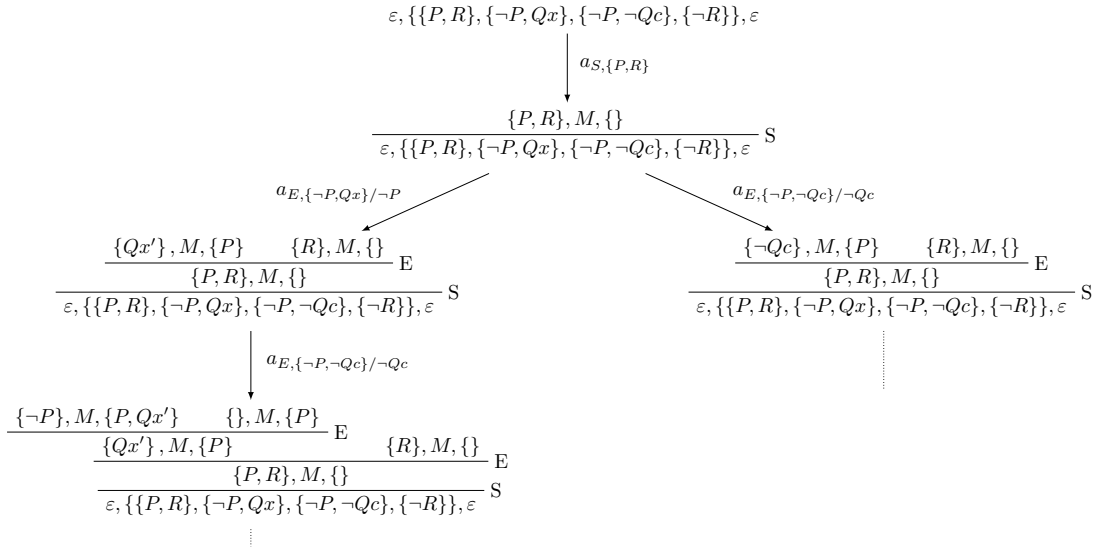 ε, {{P, R}, {¬P, Qx}, {¬P, ¬Qc}, {¬R}}, ε
a_{S,{P,R}}
{P, R}, M, {}
ε, {{P, R}, {¬P, Qx}, {¬P, ¬Qc}, {¬R}}, ε S
a_{E,{¬P,Qx}/¬P} a_{E,{¬P,¬Qc}/¬Qc}
{Qx′}, M, {P} {R}, M, {} E
{P, R}, M, {}
ε, {{P, R}, {¬P, Qx}, {¬P, ¬Qc}, {¬R}}, ε S
{¬Qc}, M, {P} {R}, M, {} E
{P, R}, M, {}
ε, {{P, R}, {¬P, Qx}, {¬P, ¬Qc}, {¬R}}, ε S
a_{E,{¬P,¬Qc}/¬Qc}
{¬P}, M, {P, Qx′} {}, M, {P} E
{Qx′}, M, {P} {R}, M, {} E
{P, R}, M, {}
ε, {{P, R}, {¬P, Qx}, {¬P, ¬Qc}, {¬R}}, ε S